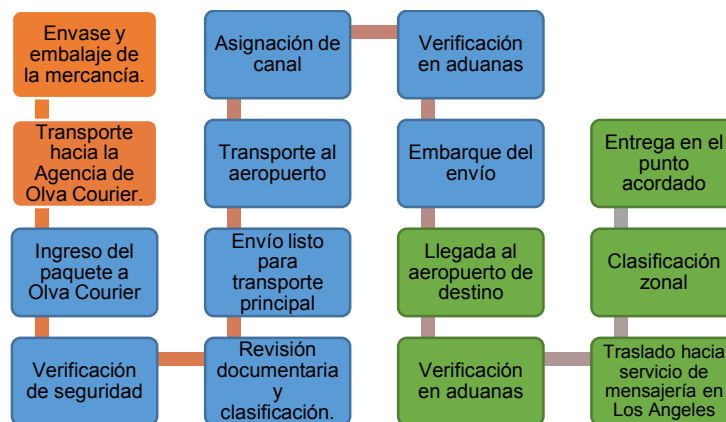 Envase y
embalaje de
la mercancía.
Transporte
hacia la
Agencia de
Olva Courier.
Ingreso del
paquete a
Olva Courier
Verificación
de seguridad
Revisión
documentaria
y
clasificación.
Envío listo
para
transporte
principal
Transporte al
aeropuerto
Asignación de
canal
Verificación
en aduanas
Embarque del
envío
Llegada al
aeropuerto de
destino
Verificación
en aduanas
Traslado hacia
servicio de
mensajería en
Los Angeles
Clasificación
zonal
Entrega en el
punto
acordado